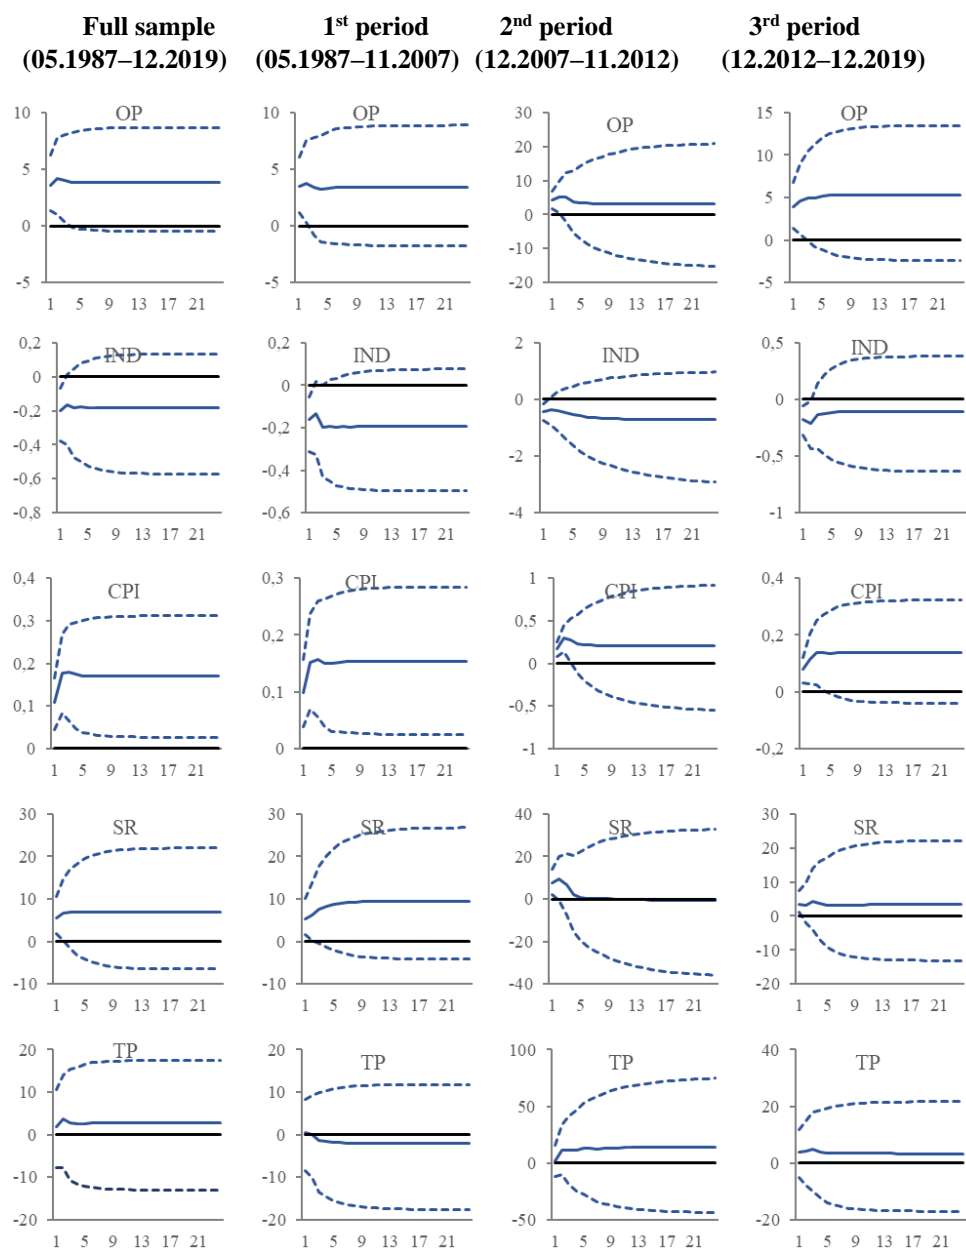 Full sample 1st period 2nd period 3rd period
(05.1987–12.2019) (05.1987–11.2007) (12.2007–11.2012) (12.2012–12.2019)
OP OP OP OP
10 10 30 15
5 5 20 10
0 0 10 5
-5 -5 0 0
-10 -5
-20
1 5 9 13 17 21 1 5 9 13 17 21 1 5 9 13 17 21 1 5 9 13 17 21
IND IND IND IND
0,2 0,2 2 0,5
0 0 0 0
-0,2 -0,2 -2 -0,5
-0,4 -0,4 -4 -1
-0,6 -0,6
-0,8
1 5 9 13 17 21 1 5 9 13 17 21 1 5 9 13 17 21 1 5 9 13 17 21
CPI CPI CPI CPI
0,4 0,3 1 0,4
0,3 0,2 0,5 0,2
0,2 0,1 0 0
0,1 0 -0,5 -0,2
0 -1
1 5 9 13 17 21 1 5 9 13 17 21 1 5 9 13 17 21 1 5 9 13 17 21
SR SR SR SR
30 30 40 30
20 20 20 20
10 10 0 10
0 0 -20 0
-10 -10 -40 -10
-20
1 5 9 13 17 21 1 5 9 13 17 21 1 5 9 13 17 21 1 5 9 13 17 21
TP TP TP TP
20 20 100 40
10 10 50 20
0 0 0 0
-10 -10 -50 -20
-20 -20
1 5 9 13 17 21 1 5 9 13 17 21 1 5 9 13 17 21 1 5 9 13 17 21